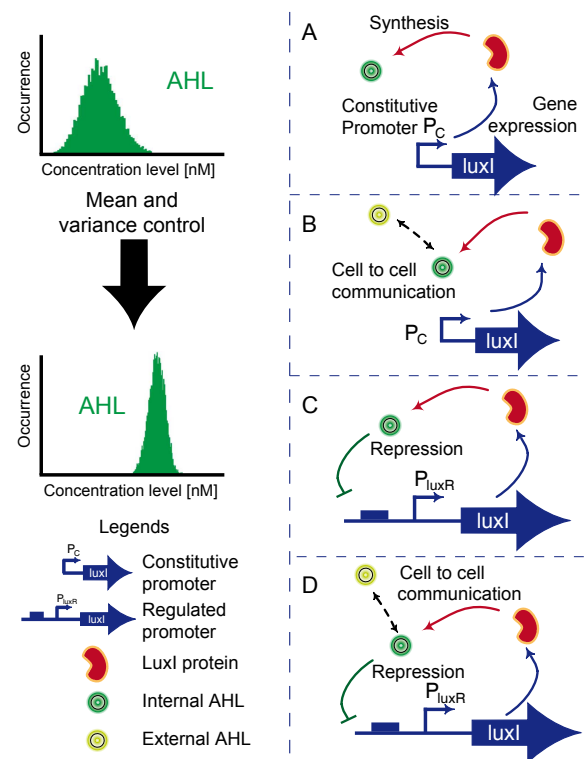 Occurrence
AHL
Concentration level [nM]
Mean and
variance control
Occurrence
AHL
Concentration level [nM]
Legends
PC
luxI
Constitutive
promoter
PluxR
luxI
Regulated
promoter
LuxI protein
Internal AHL
External AHL
A
Synthesis
Constitutive
Promoter PC
Gene
expression
luxI
B
Cell to cell
communication
PC
luxI
C
Repression
PluxR
luxI
D
Cell to cell
communication
Repression
PluxR
luxI